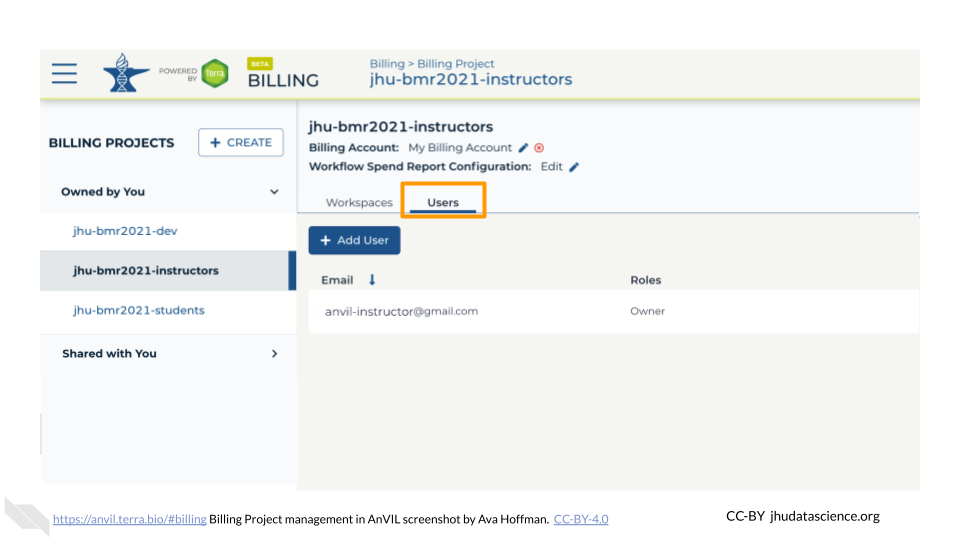 POWERED BY Terra
BETA
BILLING
Billing > Billing Project
jhu-bmr2021-instructors
BILLING PROJECTS
+ CREATE
Owned by You
jhu-bmr2021-dev
jhu-bmr2021-instructors
jhu-bmr2021-students
Shared with You
jhu-bmr2021-instructors
Billing Account: My Billing Account
Workflow Spend Report Configuration: Edit
Workspaces Users
+ Add User
Email Roles
anvil-instructor@gmail.com Owner
https://anvil.terra.bio/#billing Billing Project management in AnVIL screenshot by Ava Hoffman. CC-BY-4.0
CC-BY jhudatascience.org